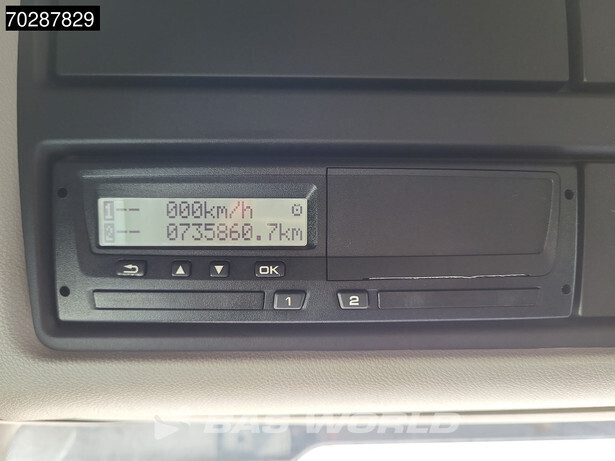 70287829
1 -- 000km/h
2 -- 0735860.7km
OK
1
2
BAS WORLD